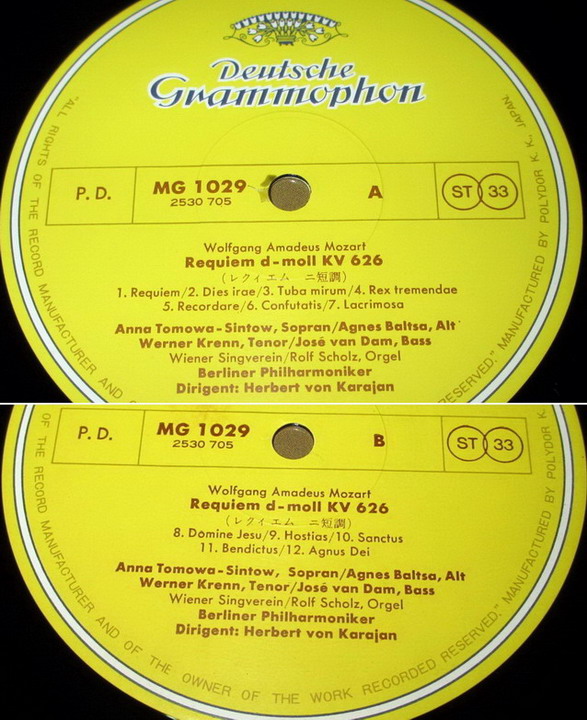 Deutsche
Grammophon
"ALL RIGHTS OF THE RECORD MANUFACTURER AND O
RESERVED." MANUFACTURED BY POLYDOR K. K., JAPAN
P. D.
MG 1029
2530 705
A
ST 33
Wolfgang Amadeus Mozart
Requiem d-moll KV 626
(レクィエム ニ短調)
1. Requiem/2. Dies irae/3. Tuba mirum/4. Rex tremendae
5. Recordare/6. Confutatis/7. Lacrimosa
Anna Tomowa-Sintow, Sopran/Agnes Baltsa, Alt
Werner Krenn, Tenor/José van Dam, Bass
Wiener Singverein/Rolf Scholz, Orgel
Berliner Philharmoniker
Dirigent: Herbert von Karajan
P. D.
MG 1029
2530 705
B
ST 33
Wolfgang Amadeus Mozart
Requiem d-moll KV 626
(レクィエム ニ短調)
8. Domine Jesu/9. Hostias/10. Sanctus
11. Bendictus/12. Agnus Dei
Anna Tomowa-Sintow, Sopran/Agnes Baltsa, Alt
Werner Krenn, Tenor/José van Dam, Bass
Wiener Singverein/Rolf Scholz, Orgel
Berliner Philharmoniker
Dirigent: Herbert von Karajan
OF THE RECORD MANUFACTURER AND OF THE OWNER OF THE WORK RECORDED RESERVED." MANUFACTURED BY POLYDOR K.